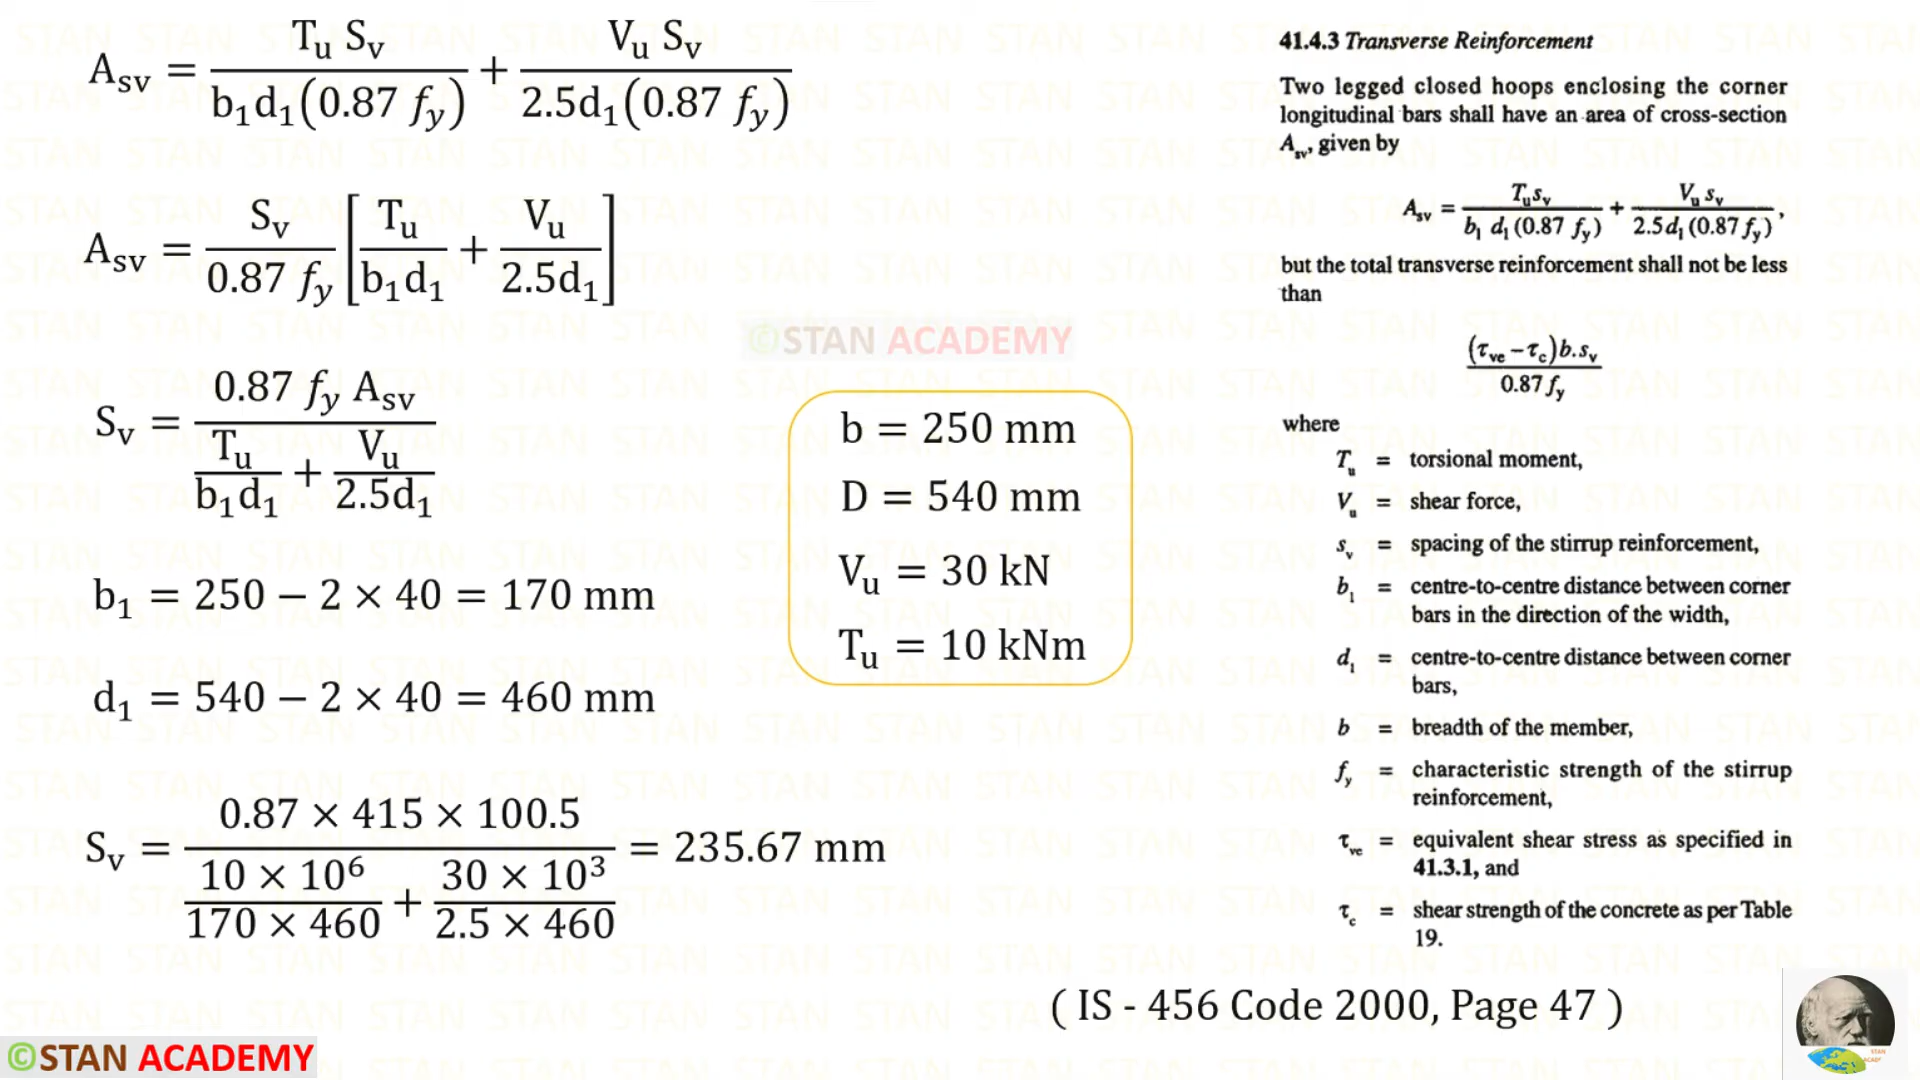 A_sv = T_u S_v / b_1 d_1 (0.87 f_y) + V_u S_v / 2.5d_1 (0.87 f_y)
A_sv = S_v / 0.87 f_y [ T_u / b_1 d_1 + V_u / 2.5d_1 ]
S_v = 0.87 f_y A_sv / ( T_u / b_1 d_1 + V_u / 2.5d_1 )
b_1 = 250 − 2 × 40 = 170 mm
d_1 = 540 − 2 × 40 = 460 mm
S_v = 0.87 × 415 × 100.5 / ( 10 × 10^6 / 170 × 460 + 30 × 10^3 / 2.5 × 460 ) = 235.67 mm
©STAN ACADEMY
b = 250 mm
D = 540 mm
V_u = 30 kN
T_u = 10 kNm
41.4.3 Transverse Reinforcement
Two legged closed hoops enclosing the corner
longitudinal bars shall have an area of cross-section
A_sv, given by
A_sv = T_u s_v / b_1 d_1 (0.87 f_y) + V_u s_v / 2.5d_1 (0.87 f_y) ,
but the total transverse reinforcement shall not be less
than
(τ_ve − τ_c) b.s_v / 0.87 f_y
where
T_u = torsional moment,
V_u = shear force,
s_v = spacing of the stirrup reinforcement,
b_1 = centre-to-centre distance between corner
bars in the direction of the width,
d_1 = centre-to-centre distance between corner
bars,
b = breadth of the member,
f_y = characteristic strength of the stirrup
reinforcement,
τ_ve = equivalent shear stress as specified in
41.3.1, and
τ_c = shear strength of the concrete as per Table
19.
( IS - 456 Code 2000, Page 47 )
©STAN ACADEMY